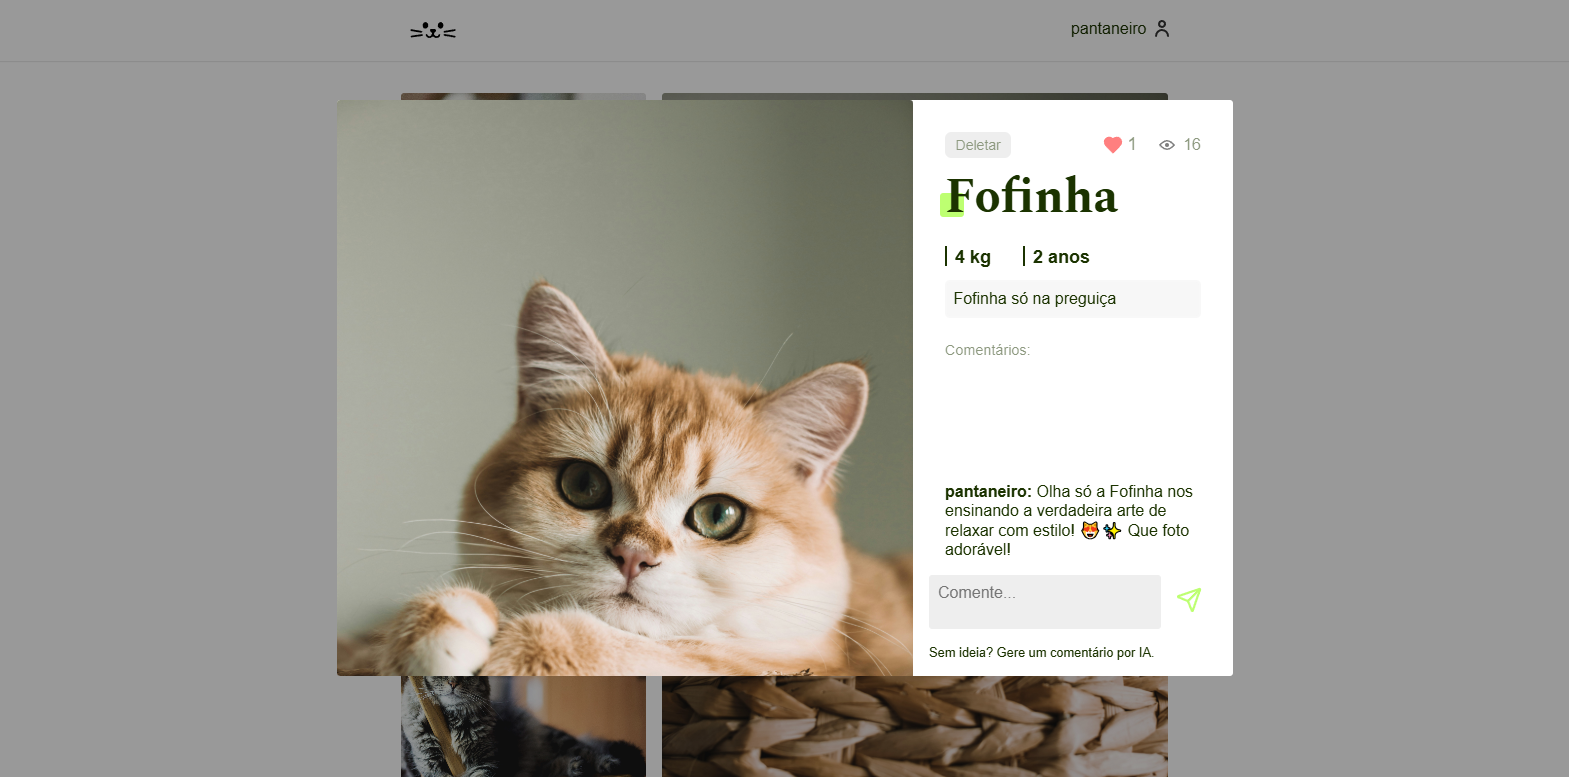 pantaneiro
Deletar
1
16
Fofinha
4 kg
2 anos
Fofinha só na preguiça
Comentários:
pantaneiro: Olha só a Fofinha nos
ensinando a verdadeira arte de
relaxar com estilo! 😻✨ Que foto
adorável!
Comente...
Sem ideia? Gere um comentário por IA.